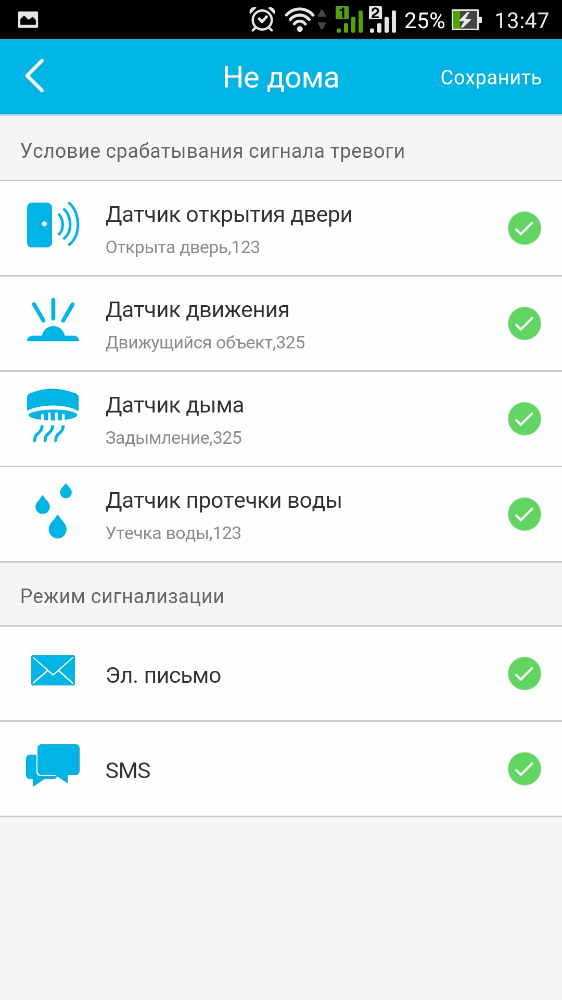 1 2 25% 13:47
Не дома Сохранить
Условие срабатывания сигнала тревоги
Датчик открытия двери
Открыта дверь,123
Датчик движения
Движущийся объект,325
Датчик дыма
Задымление,325
Датчик протечки воды
Утечка воды,123
Режим сигнализации
Эл. письмо
SMS